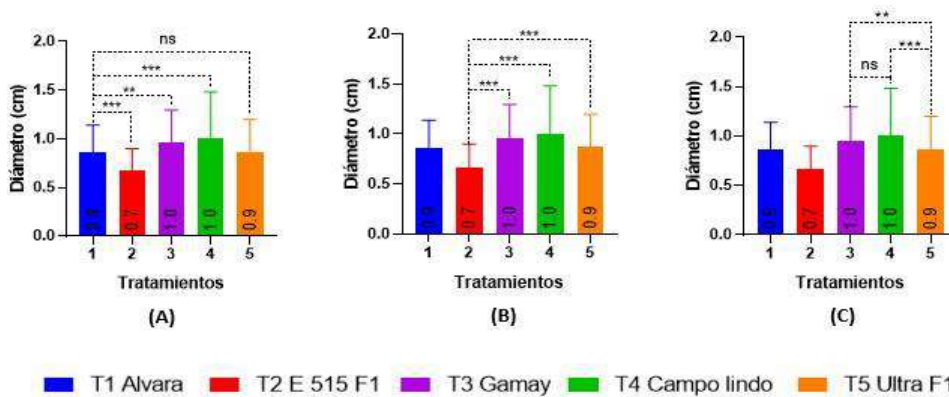 2.0
1.5
1.0
0.5
0.0
Diámetro (cm)
ns
***
**
***
0.9
0.7
1.0
1.0
0.9
1 2 3 4 5
Tratamientos
(A)
2.0
1.5
1.0
0.5
0.0
Diámetro (cm)
***
***
***
0.9
0.7
1.0
1.0
0.9
1 2 3 4 5
Tratamientos
(B)
2.0
1.5
1.0
0.5
0.0
Diámetro (cm)
**
***
ns
0.9
0.7
1.0
1.0
0.9
1 2 3 4 5
Tratamientos
(C)
T1 Alvara T2 E 515 F1 T3 Gamay T4 Campo lindo T5 Ultra F1